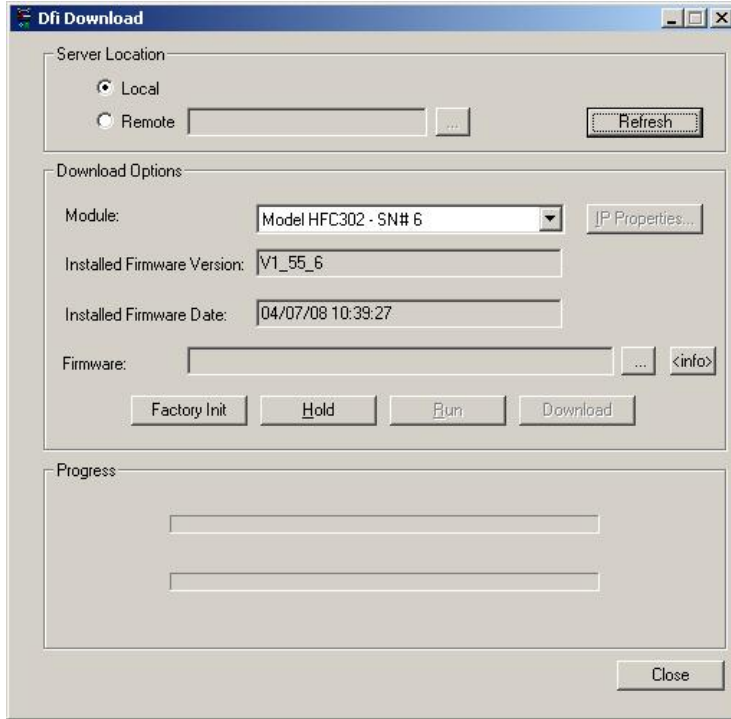 Dfi Download
Server Location
Local
Remote ... Refresh
Download Options
Module: Model HFC302 - SN# 6 IP Properties...
Installed Firmware Version: V1_55_6
Installed Firmware Date: 04/07/08 10:39:27
Firmware: ... <info>
Factory Init Hold Run Download
Progress
Close